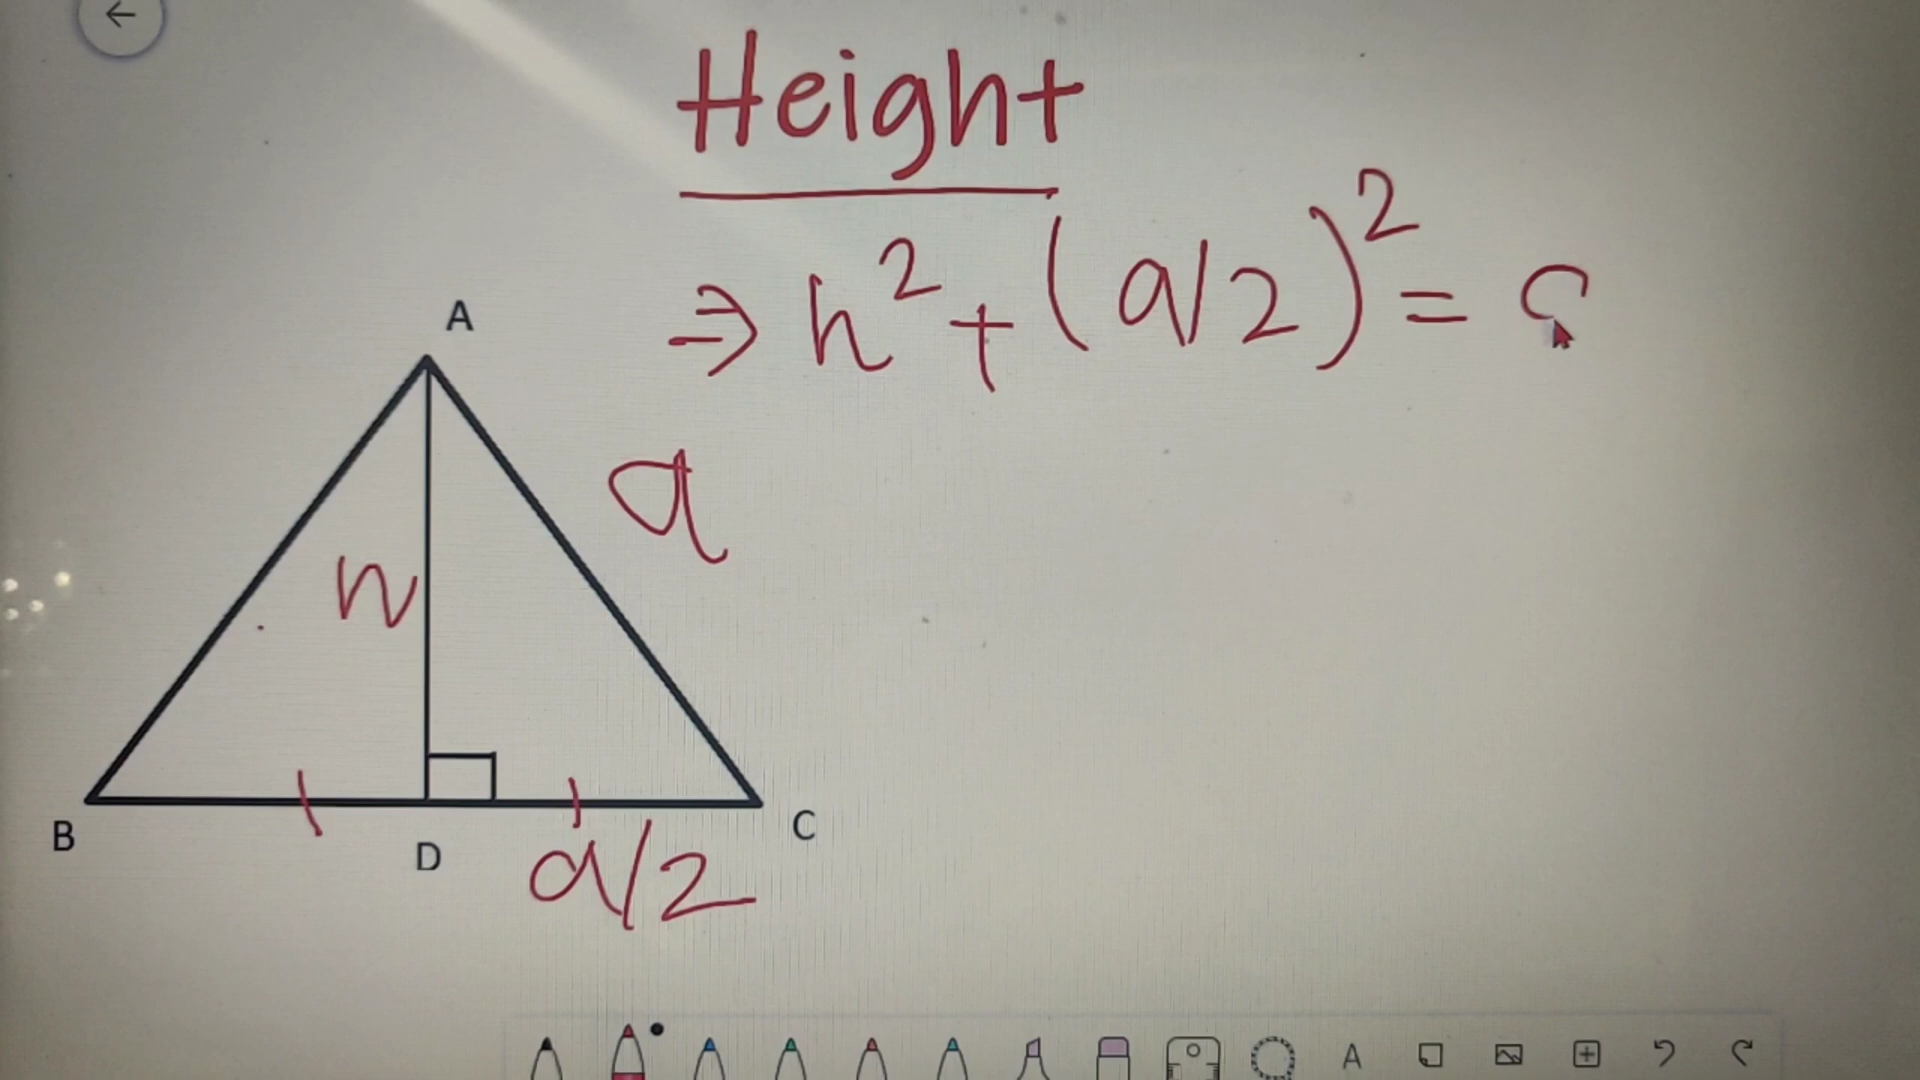 Height
⇒ h² + (a/2)² =
A
a
h
B
D
C
a/2
A